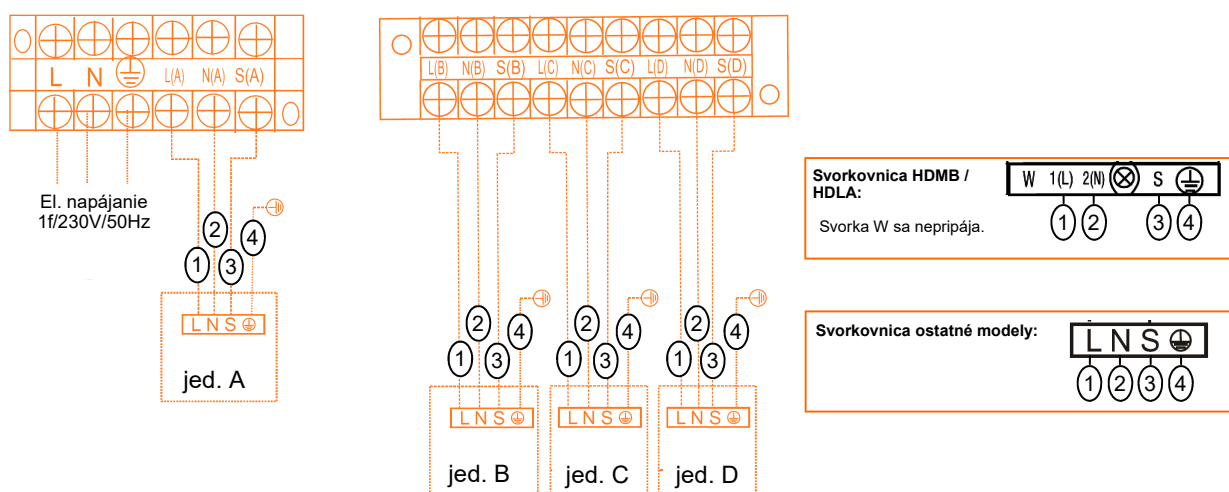 L N L(A) N(A) S(A)
L(B) N(B) S(B) L(C) N(C) S(C) L(D) N(D) S(D)
El. napájanie
1f/230V/50Hz
1 2 3 4
L N S
jed. A
1 2 3 4
L N S
jed. B
1 2 3 4
L N S
jed. C
1 2 3 4
L N S
jed. D
Svorkovnica HDMB /
HDLA:
Svorka W sa nepripája.
W 1(L) 2(N) S
1 2 3 4
Svorkovnica ostatné modely:
L N S
1 2 3 4